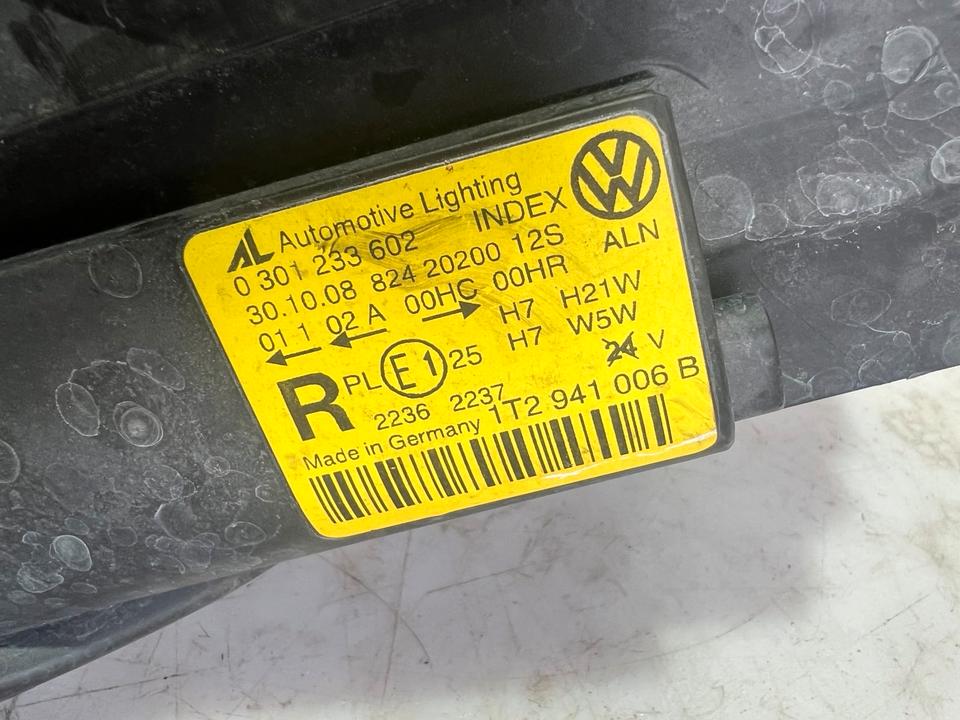 AL Automotive Lighting VW
0 301 233 602 INDEX
30.10.08 824 20200 12S ALN
01 1 02 A 00HC 00HR
H7 H21W
H7 W5W
R PL E1 25 24 V
2236 2237
Made in Germany 1T2 941 006 B